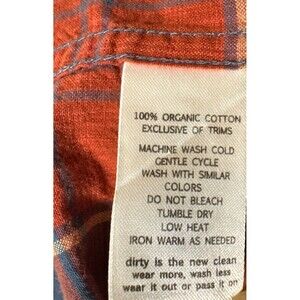 100% ORGANIC COTTON
EXCLUSIVE OF TRIMS
MACHINE WASH COLD
GENTLE CYCLE
WASH WITH SIMILAR
COLORS
DO NOT BLEACH
TUMBLE DRY
LOW HEAT
IRON WARM AS NEEDED
dirty is the new clean
wear more, wash less
wear it out or pass it on